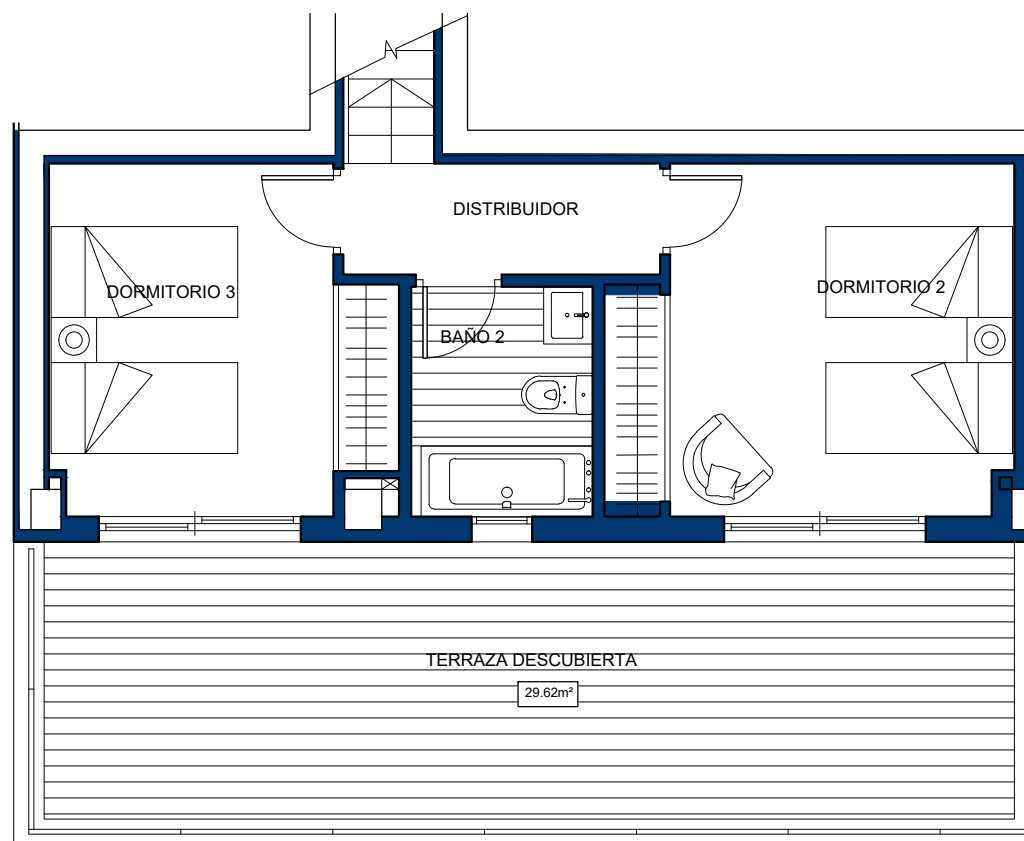 DISTRIBUIDOR
DORMITORIO 3
DORMITORIO 2
BAÑO 2
TERRAZA DESCUBIERTA
29.62m²